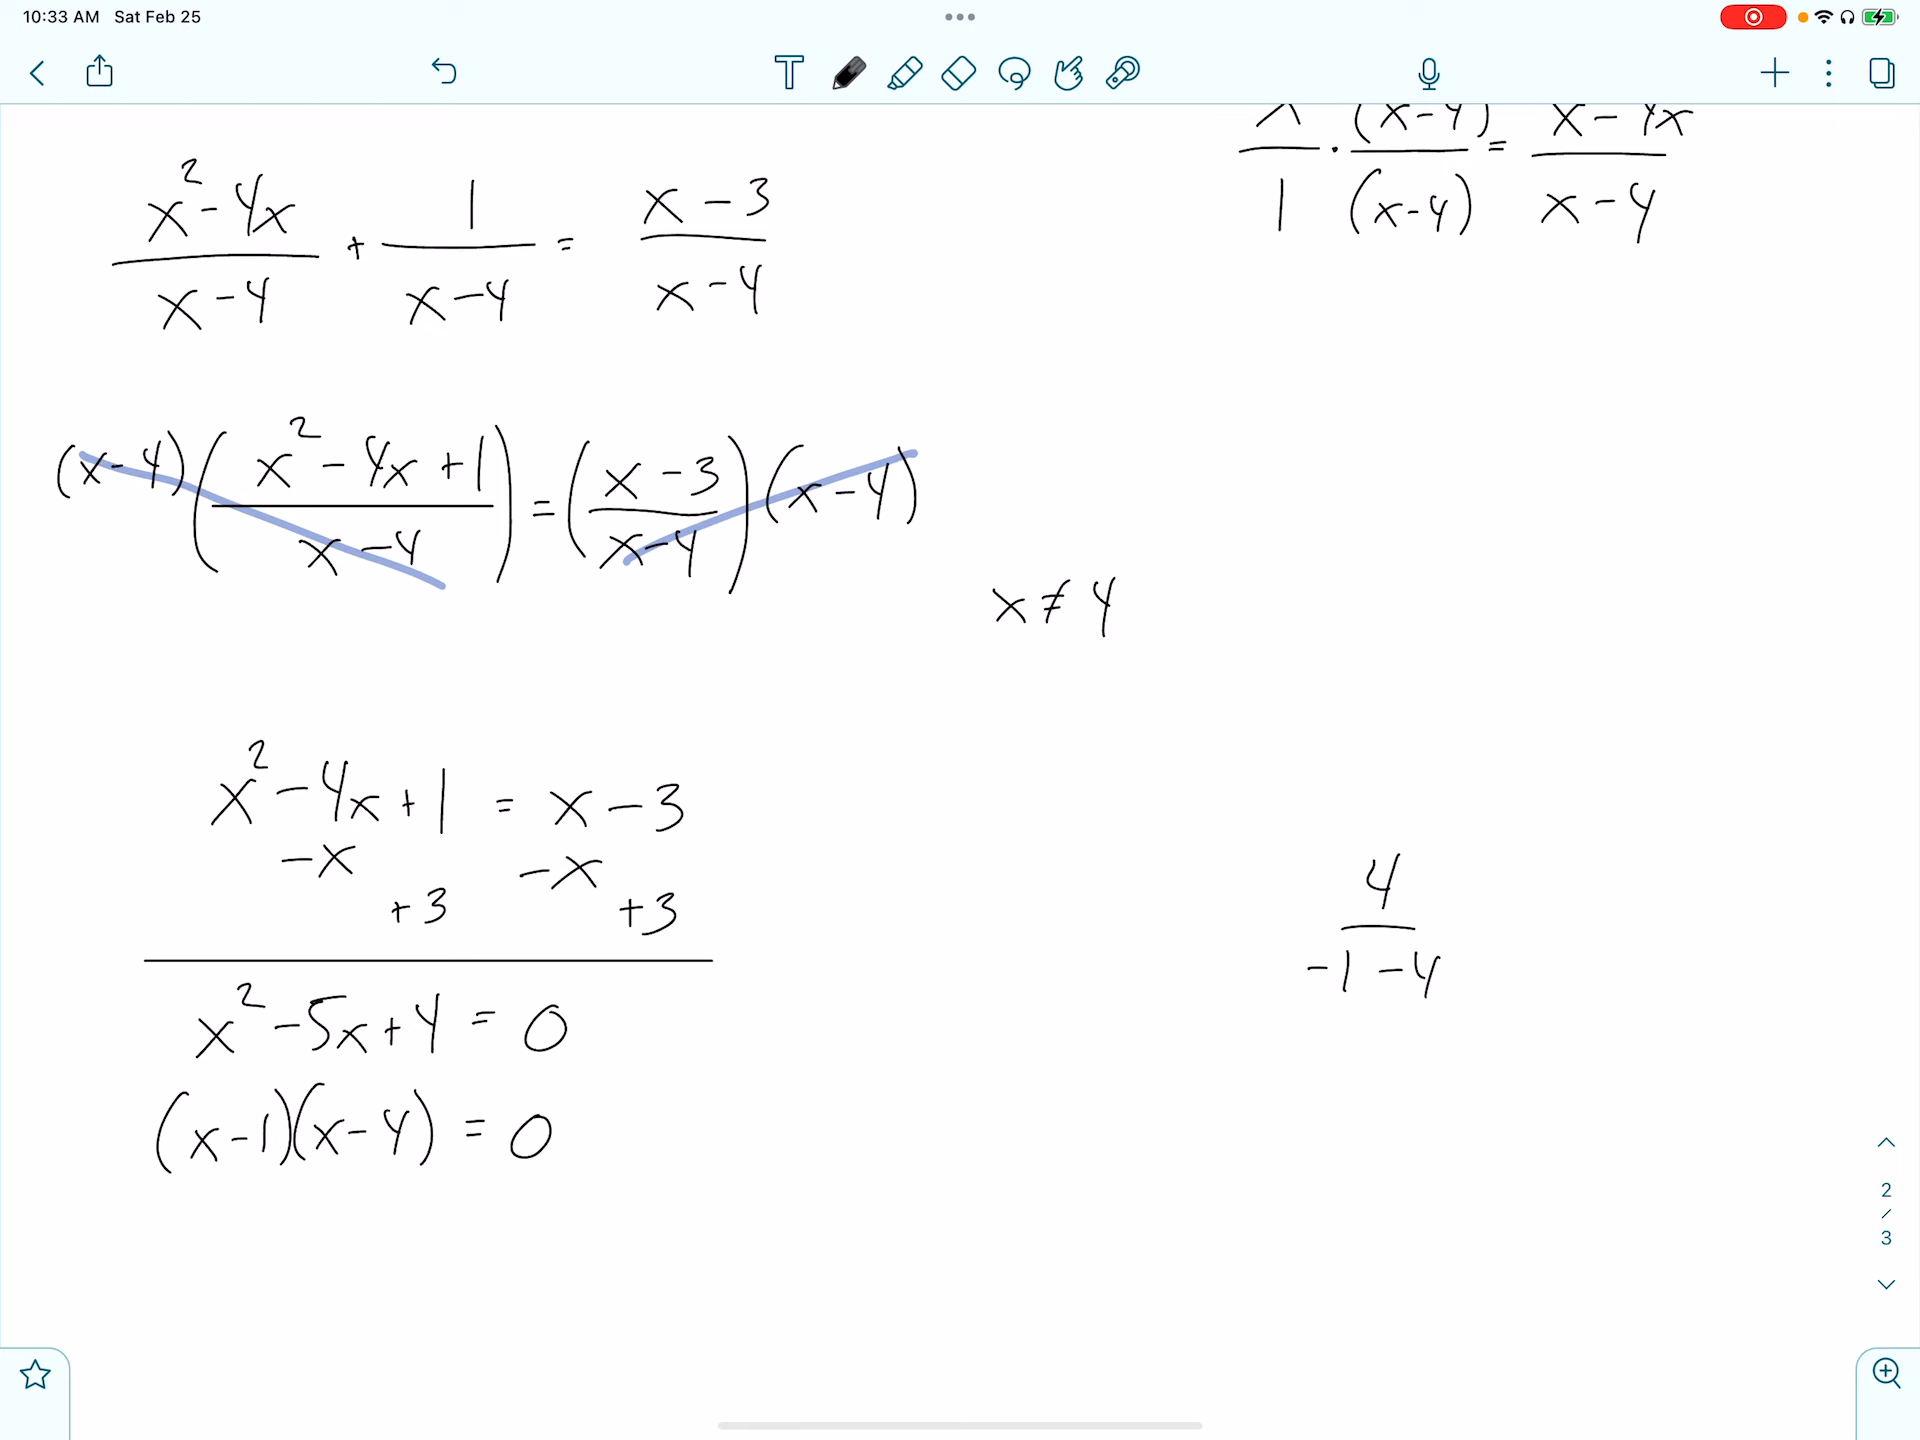 10:33 AM Sat Feb 25
T
x/1 · (x-4)/(x-4) = x²-4x/x-4
x²-4x/x-4 + 1/x-4 = x-3/x-4
(x-4)(x²-4x+1/x-4) = (x-3/x-4)(x-4)
x ≠ 4
x²-4x+1 = x-3
-x -x
+3 +3
x²-5x+4 = 0
(x-1)(x-4) = 0
4/-1-4
2
/
3